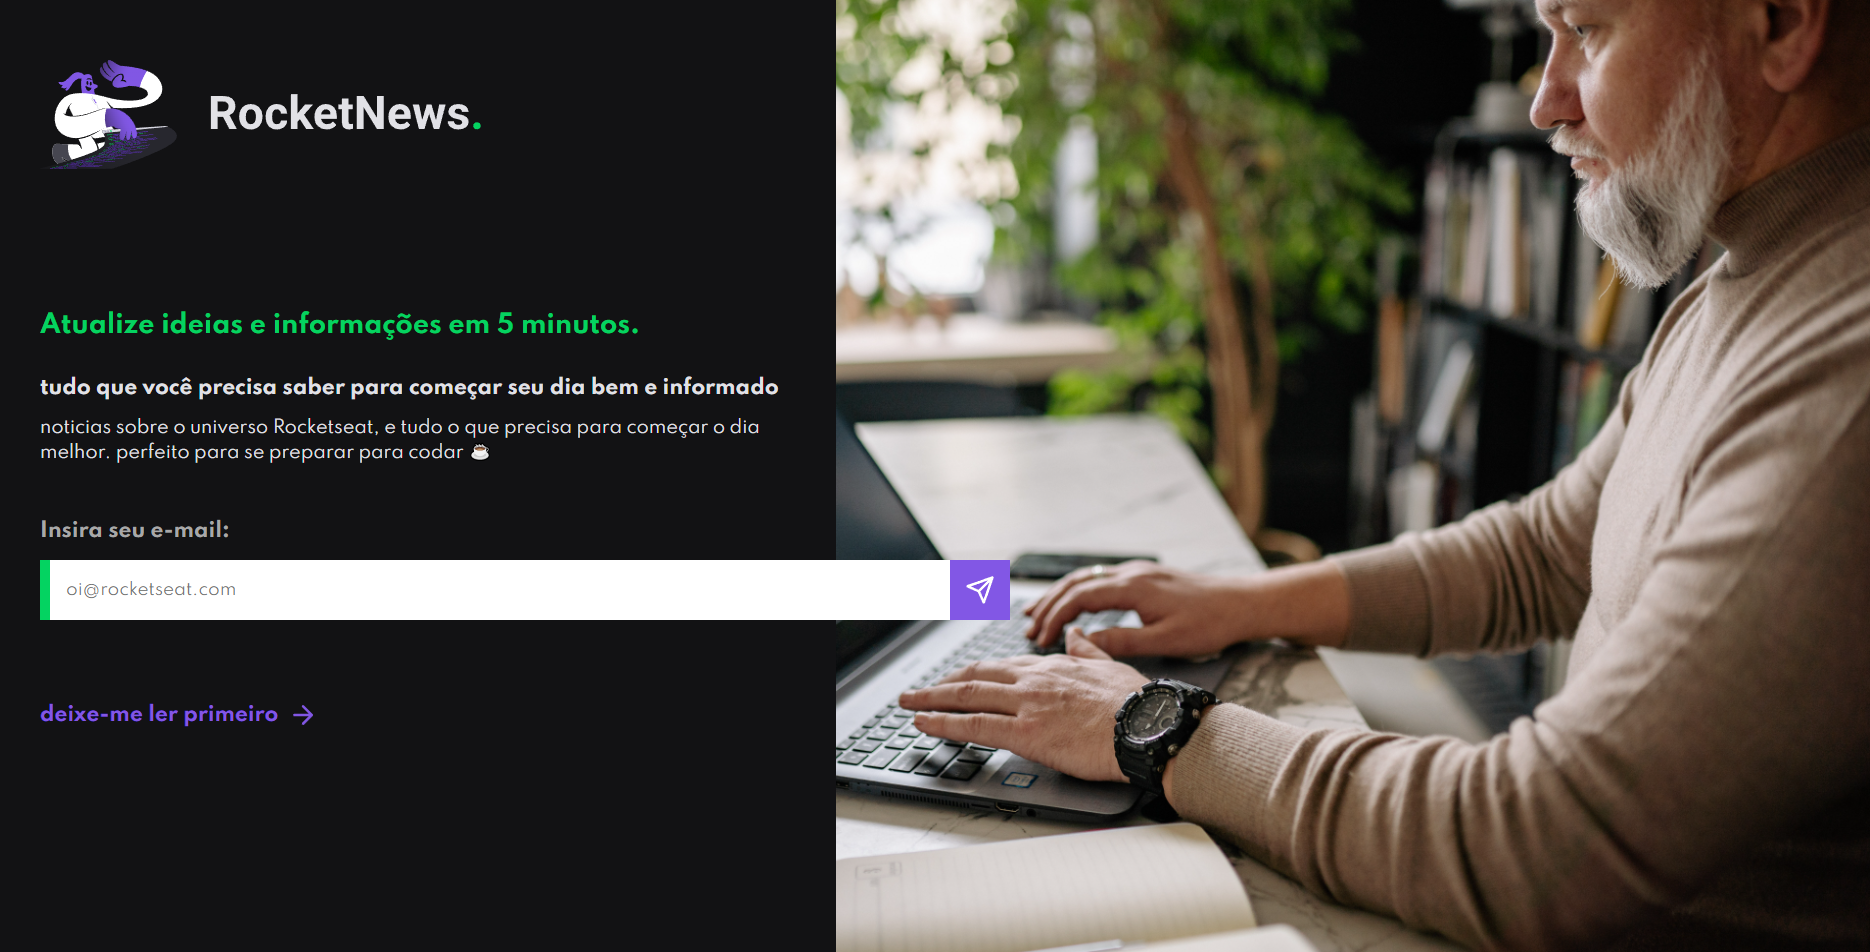 RocketNews.
Atualize ideias e informações em 5 minutos.
tudo que você precisa saber para começar seu dia bem e informado
noticias sobre o universo Rocketseat, e tudo o que precisa para começar o dia
melhor. perfeito para se preparar para codar ☕
Insira seu e-mail:
oi@rocketseat.com
deixe-me ler primeiro →